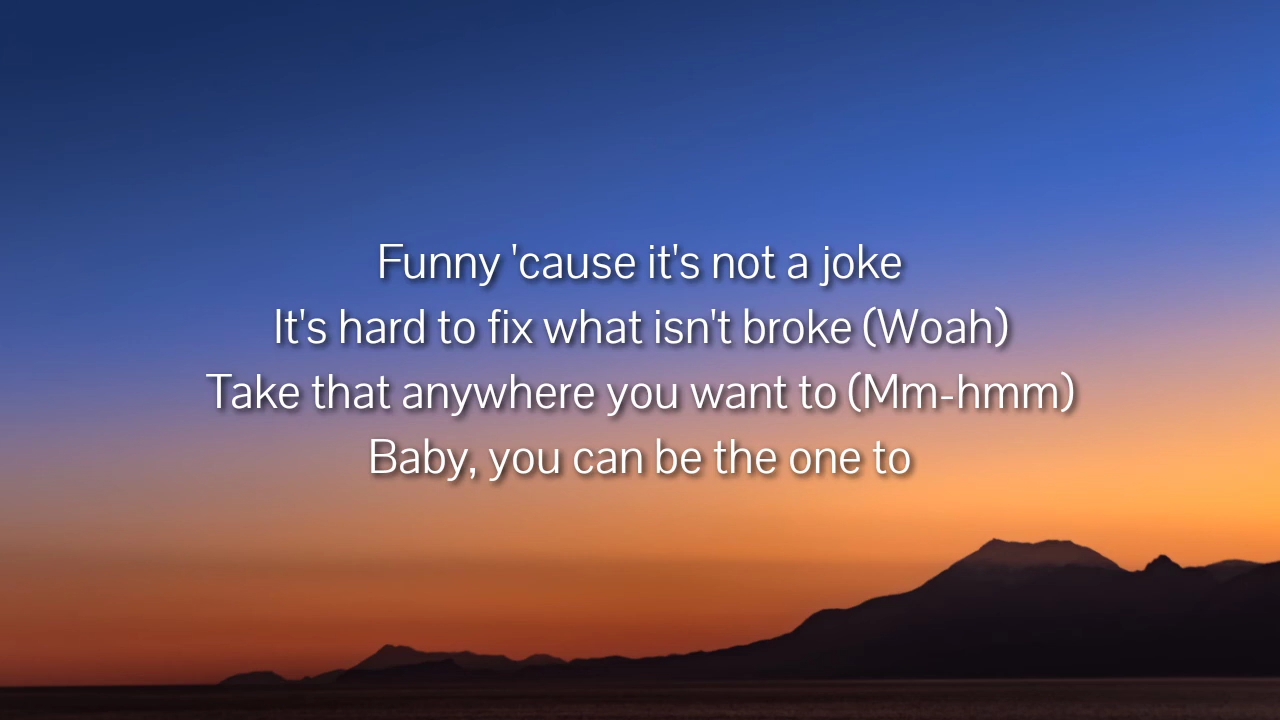 Funny 'cause it's not a joke
It's hard to fix what isn't broke (Woah)
Take that anywhere you want to (Mm-hmm)
Baby, you can be the one to